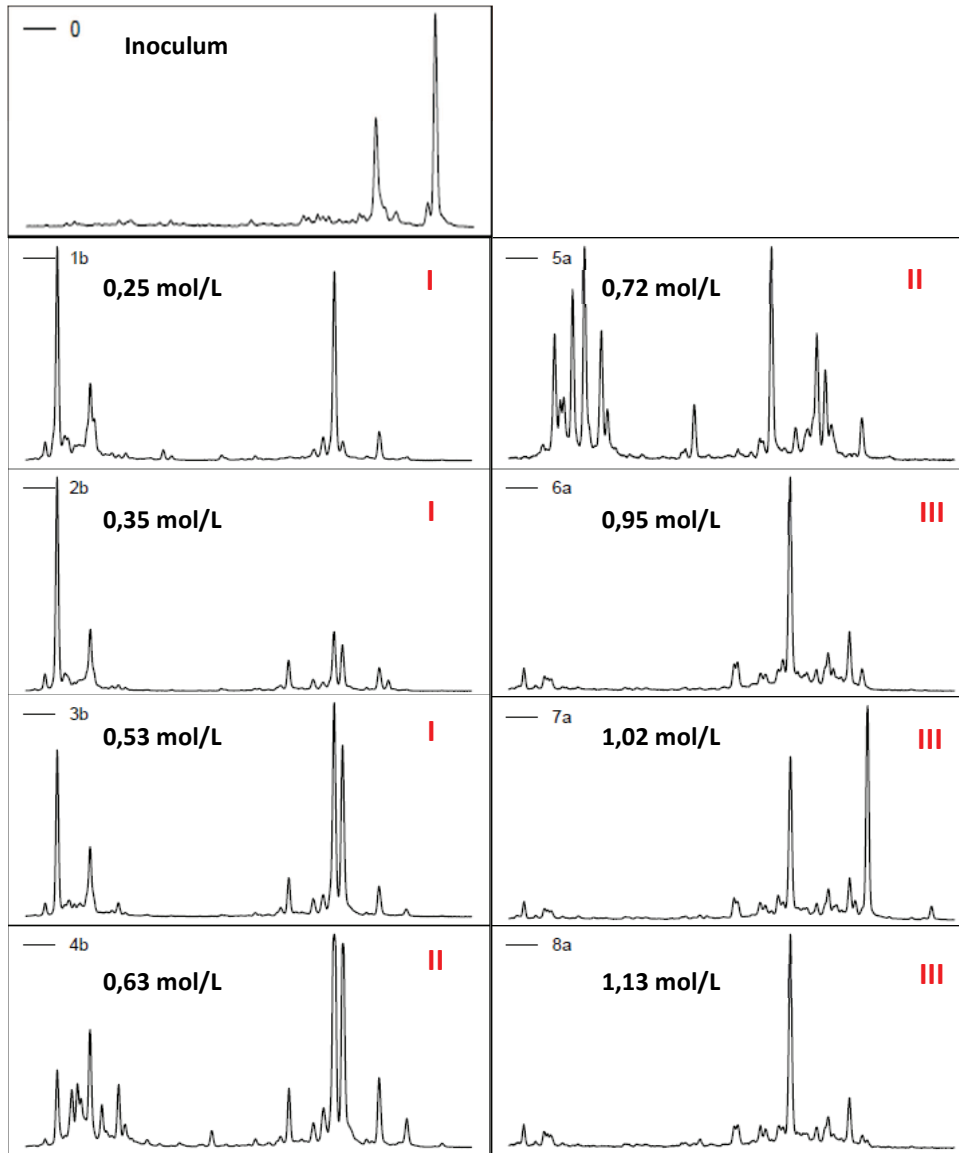 0
Inoculum
1b
0,25 mol/L
I
5a
0,72 mol/L
II
2b
0,35 mol/L
I
6a
0,95 mol/L
III
3b
0,53 mol/L
I
7a
1,02 mol/L
III
4b
0,63 mol/L
II
8a
1,13 mol/L
III